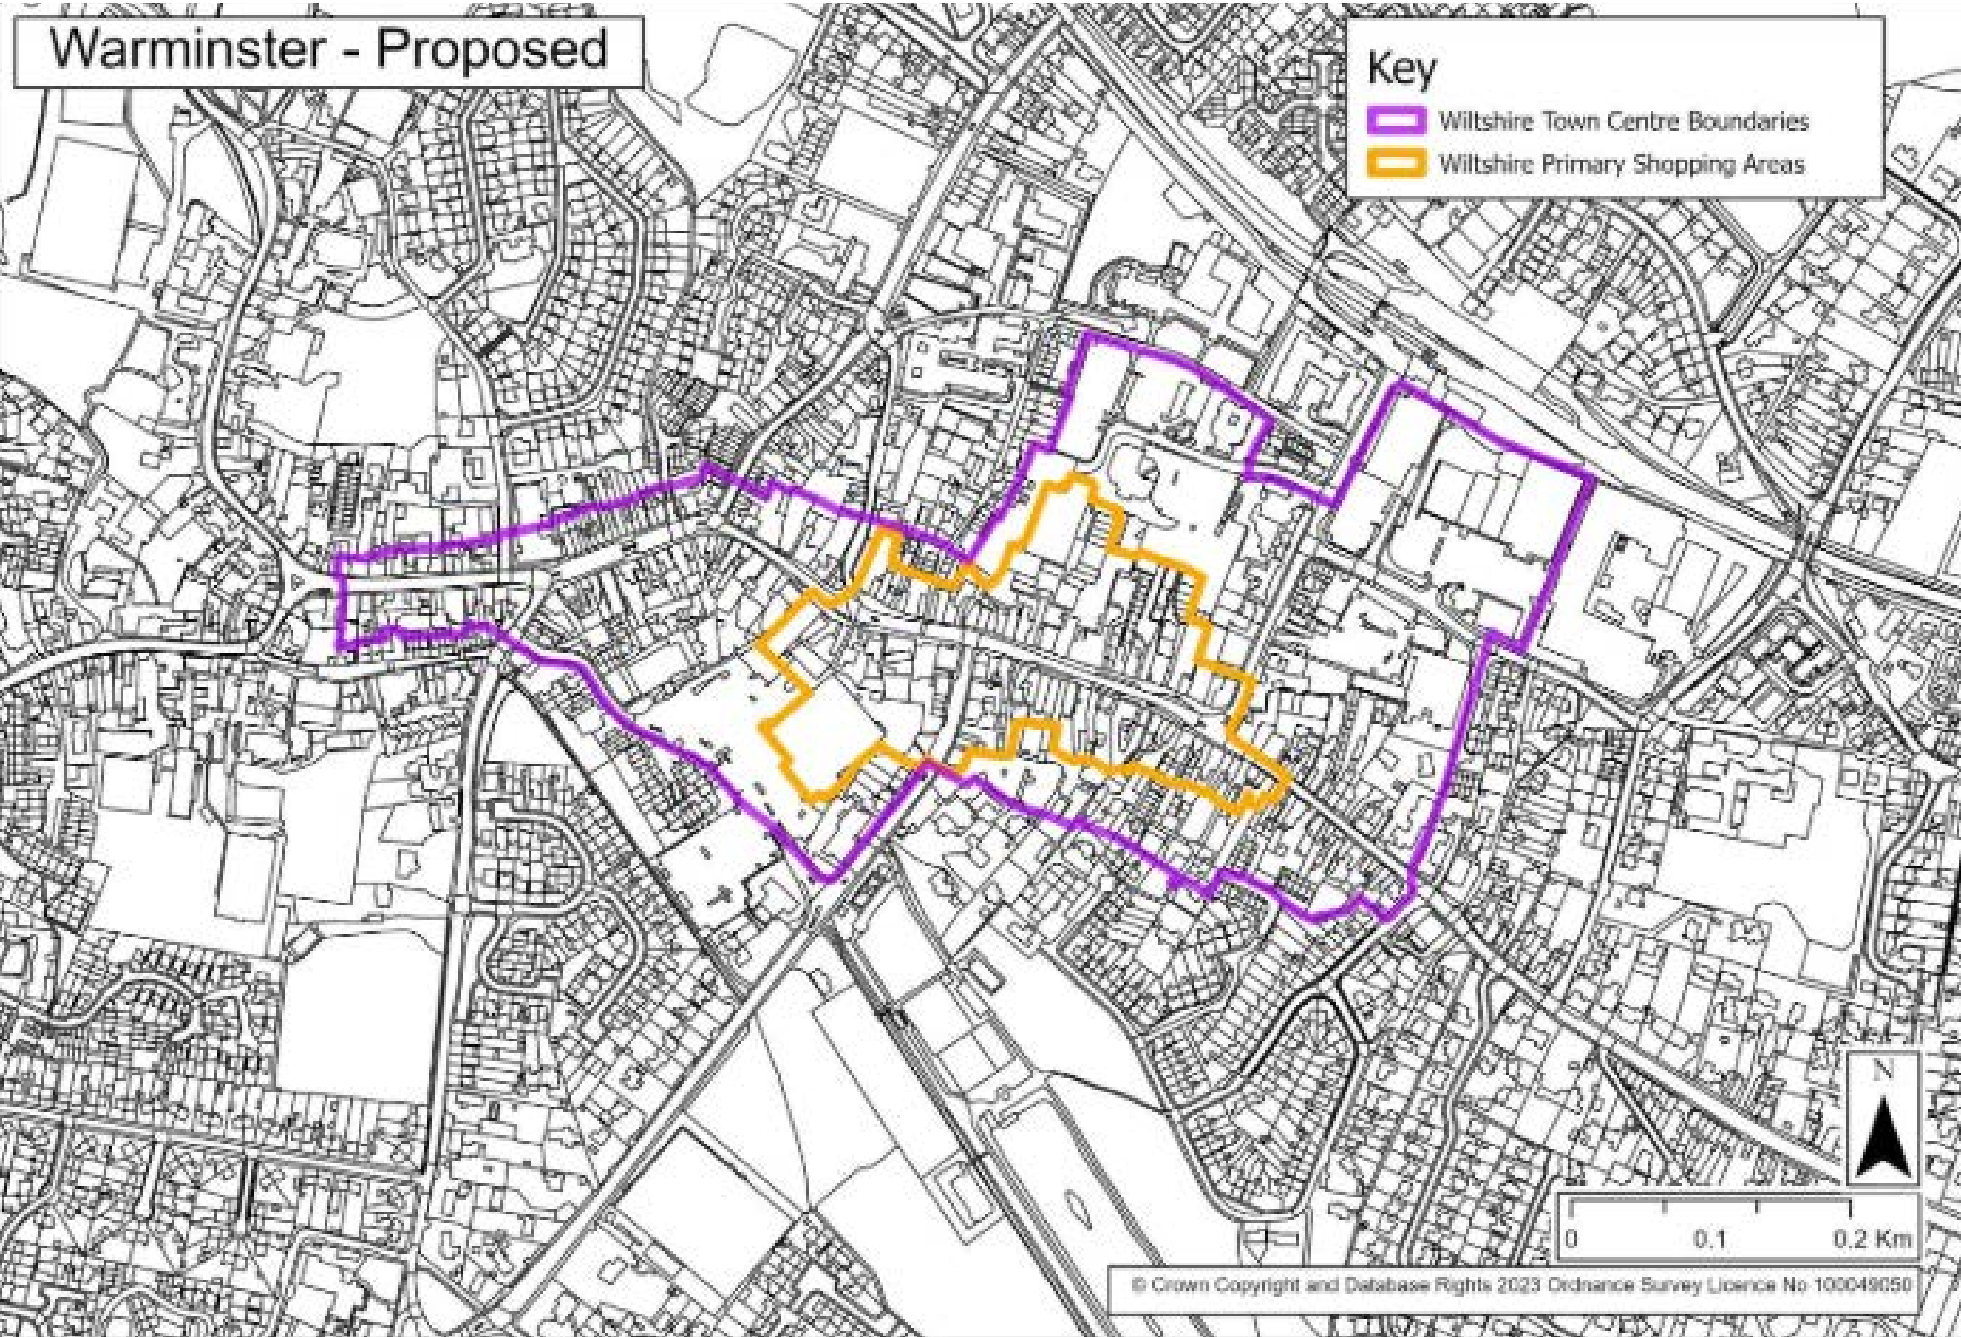 Warminster - Proposed
Key
Wiltshire Town Centre Boundaries
Wiltshire Primary Shopping Areas
N
0 0.1 0.2 Km
© Crown Copyright and Database Rights 2023 Ordnance Survey Licence No 100049050